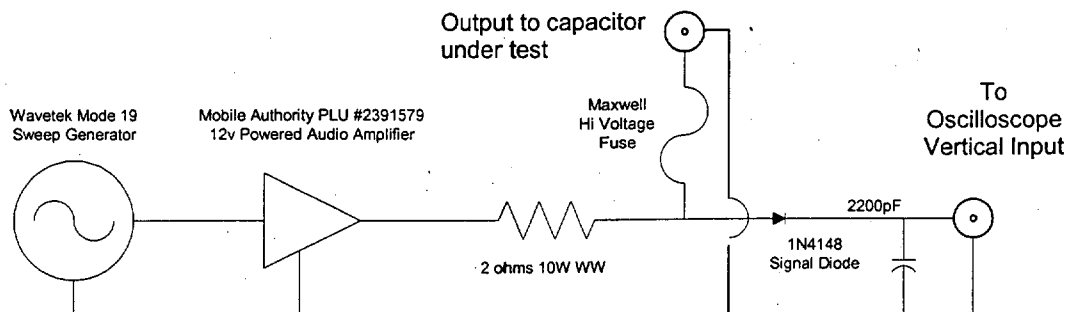 Output to capacitor
under test
Wavetek Mode 19
Sweep Generator
Mobile Authority PLU #2391579
12v Powered Audio Amplifier
Maxwell
Hi Voltage
Fuse
To
Oscilloscope
Vertical Input
2 ohms 10W WW
2200pF
1N4148
Signal Diode